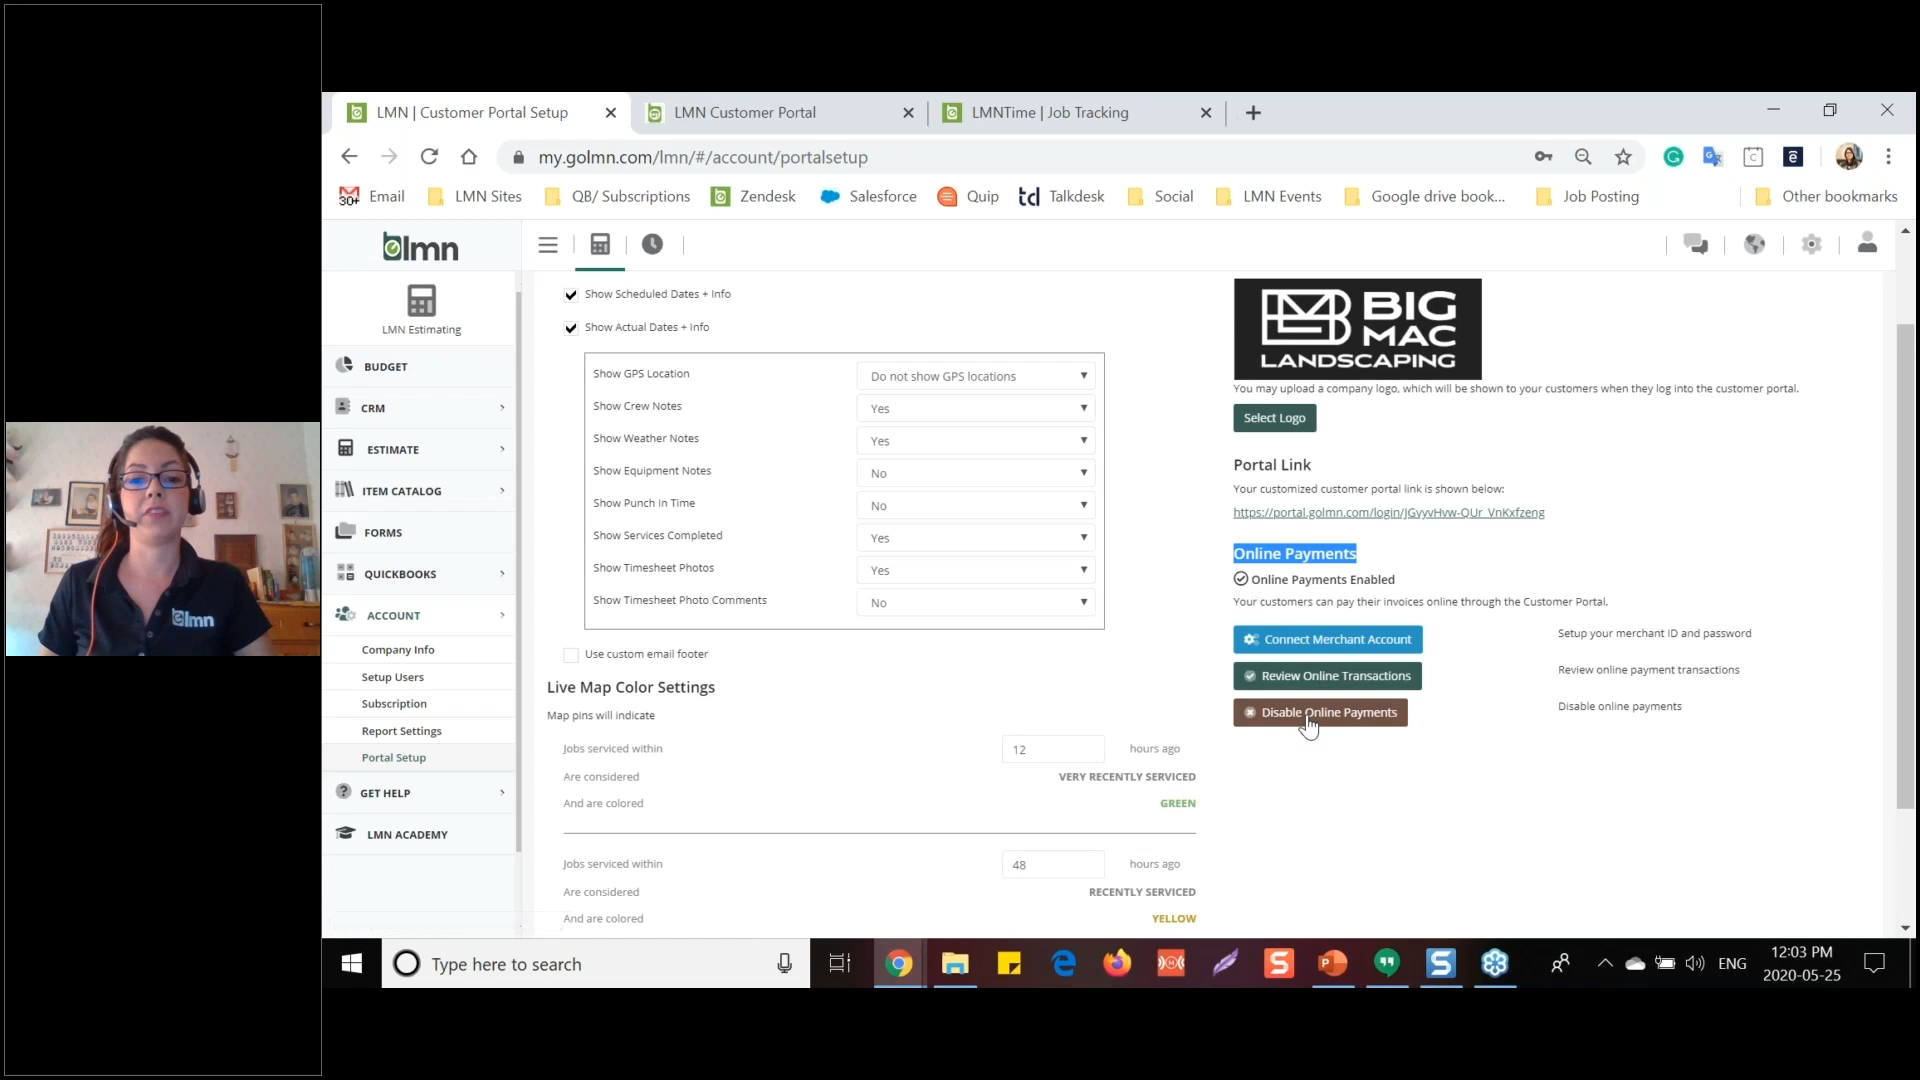 LMN | Customer Portal Setup
LMN Customer Portal
LMNTime | Job Tracking
my.golmn.com/lmn/#/account/portalsetup
30+
Email
LMN Sites
QB/ Subscriptions
Zendesk
Salesforce
Quip
td
Talkdesk
Social
LMN Events
Google drive book...
Job Posting
Other bookmarks
lmn
LMN Estimating
BUDGET
CRM
ESTIMATE
ITEM CATALOG
FORMS
QUICKBOOKS
ACCOUNT
Company Info
Setup Users
Subscription
Report Settings
Portal Setup
GET HELP
LMN ACADEMY
Show Scheduled Dates + Info
Show Actual Dates + Info
Show GPS Location
Do not show GPS locations
Show Crew Notes
Yes
Show Weather Notes
Yes
Show Equipment Notes
No
Show Punch In Time
No
Show Services Completed
Yes
Show Timesheet Photos
Yes
Show Timesheet Photo Comments
No
Use custom email footer
Live Map Color Settings
Map pins will indicate
Jobs serviced within
12
hours ago
Are considered
VERY RECENTLY SERVICED
And are colored
GREEN
Jobs serviced within
48
hours ago
Are considered
RECENTLY SERVICED
And are colored
YELLOW
BIG
MAC
LANDSCAPING
You may upload a company logo, which will be shown to your customers when they log into the customer portal.
Select Logo
Portal Link
Your customized customer portal link is shown below:
https://portal.golmn.com/login/JGvyvHvw-QUr_VnKxfzeng
Online Payments
Online Payments Enabled
Your customers can pay their invoices online through the Customer Portal.
Connect Merchant Account
Setup your merchant ID and password
Review Online Transactions
Review online payment transactions
Disable Online Payments
Disable online payments
lmn
Type here to search
ENG
12:03 PM
2020-05-25